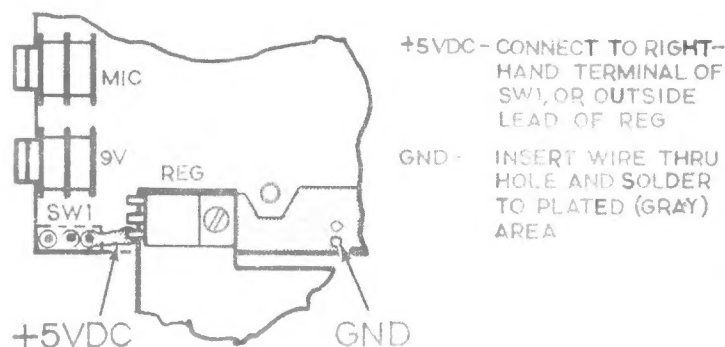 MIC
9V
REG
SW1
+5VDC
GND
+5VDC - CONNECT TO RIGHT-
HAND TERMINAL OF
SW1, OR OUTSIDE
LEAD OF REG
GND - INSERT WIRE THRU
HOLE AND SOLDER
TO PLATED (GRAY)
AREA